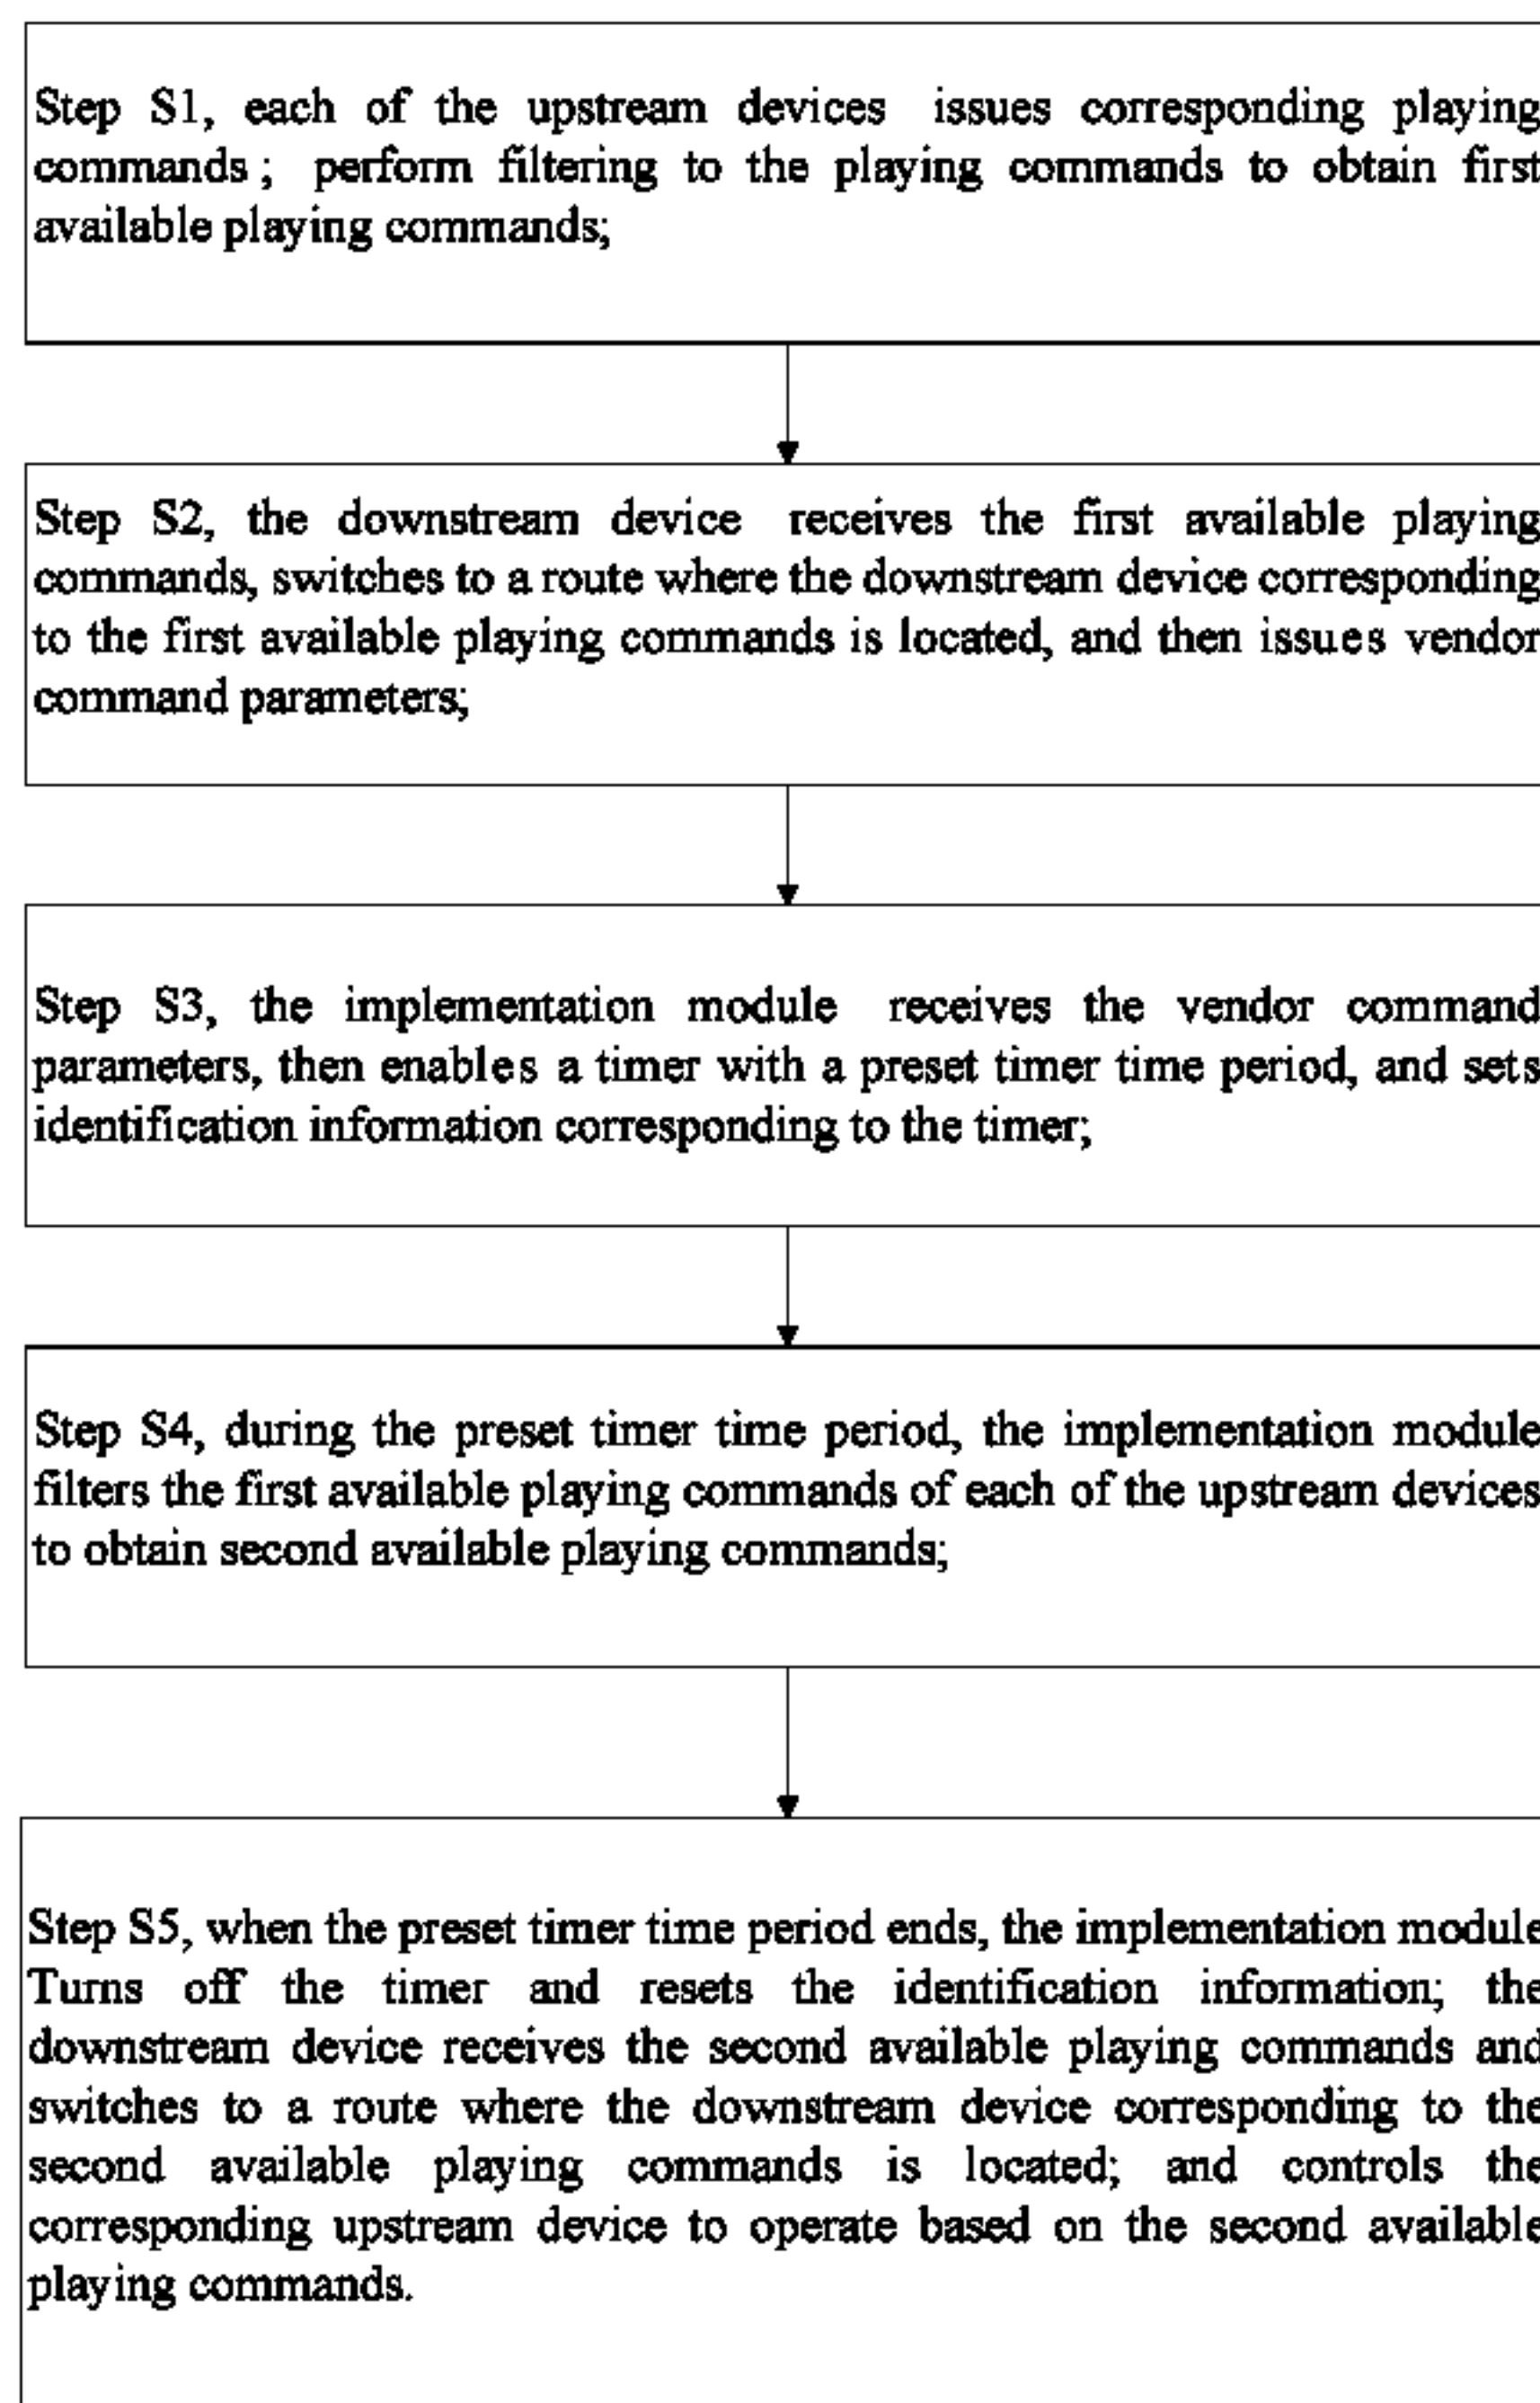 Step S1, each of the upstream devices issues corresponding playing
commands; perform filtering to the playing commands to obtain first
available playing commands;
Step S2, the downstream device receives the first available playing
commands, switches to a route where the downstream device corresponding
to the first available playing commands is located, and then issues vendor
command parameters;
Step S3, the implementation module receives the vendor command
parameters, then enables a timer with a preset timer time period, and sets
identification information corresponding to the timer;
Step S4, during the preset timer time period, the implementation module
filters the first available playing commands of each of the upstream devices
to obtain second available playing commands;
Step S5, when the preset timer time period ends, the implementation module
Turns off the timer and resets the identification information; the
downstream device receives the second available playing commands and
switches to a route where the downstream device corresponding to the
second available playing commands is located; and controls the
corresponding upstream device to operate based on the second available
playing commands.